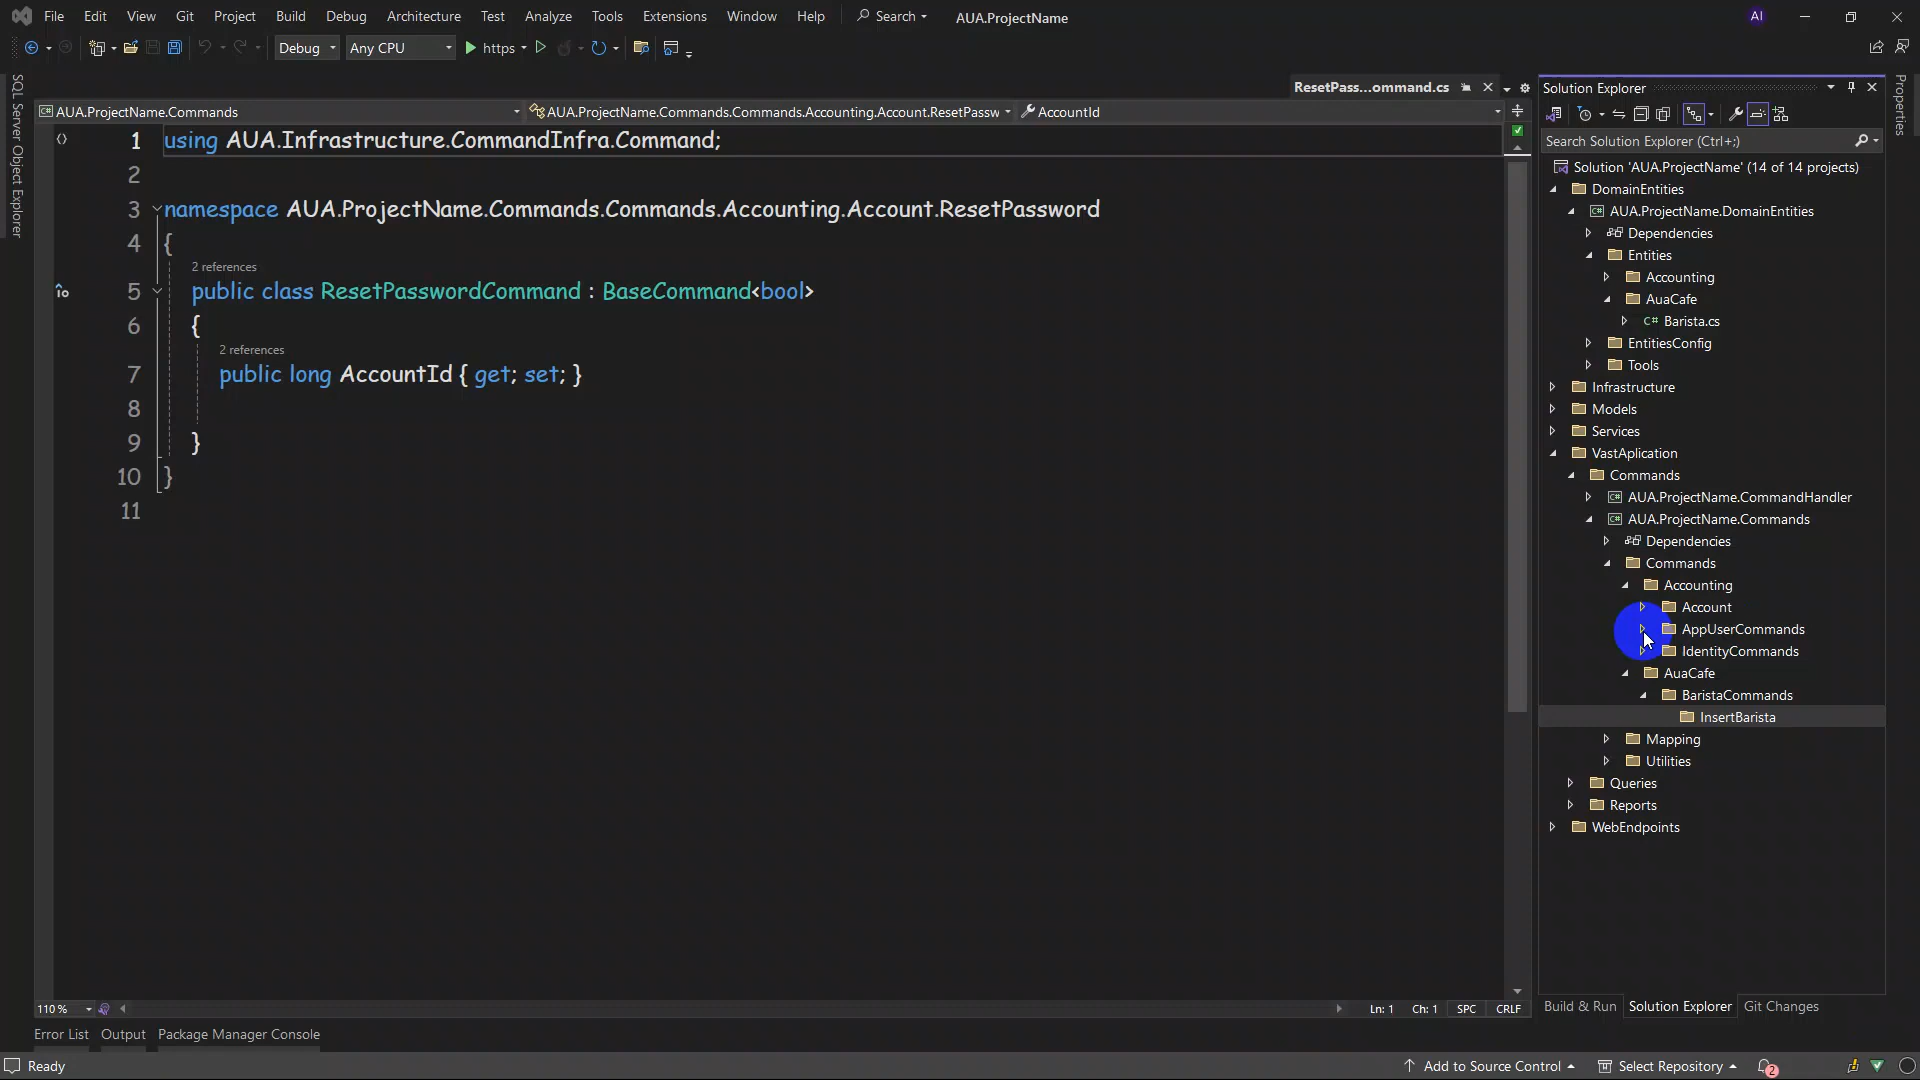 File Edit View Git Project Build Debug Architecture Test Analyze Tools Extensions Window Help Search AUA.ProjectName AI
Debug Any CPU https
SQL Server Object Explorer
ResetPass...ommand.cs
AUA.ProjectName.Commands AUA.ProjectName.Commands.Commands.Accounting.Account.ResetPassw AccountId
1 using AUA.Infrastructure.CommandInfra.Command;
2
3 namespace AUA.ProjectName.Commands.Commands.Accounting.Account.ResetPassword
4 {
2 references
5 public class ResetPasswordCommand : BaseCommand<bool>
6 {
2 references
7 public long AccountId { get; set; }
8
9 }
10 }
11
110 % Ln: 1 Ch: 1 SPC CRLF
Error List Output Package Manager Console
Solution Explorer
Search Solution Explorer (Ctrl+;)
Solution 'AUA.ProjectName' (14 of 14 projects)
DomainEntities
C# AUA.ProjectName.DomainEntities
Dependencies
Entities
Accounting
AuaCafe
C# Barista.cs
EntitiesConfig
Tools
Infrastructure
Models
Services
VastAplication
Commands
C# AUA.ProjectName.CommandHandler
C# AUA.ProjectName.Commands
Dependencies
Commands
Accounting
Account
AppUserCommands
IdentityCommands
AuaCafe
BaristaCommands
InsertBarista
Mapping
Utilities
Queries
Reports
WebEndpoints
Build & Run Solution Explorer Git Changes
Properties
Ready Add to Source Control Select Repository 2